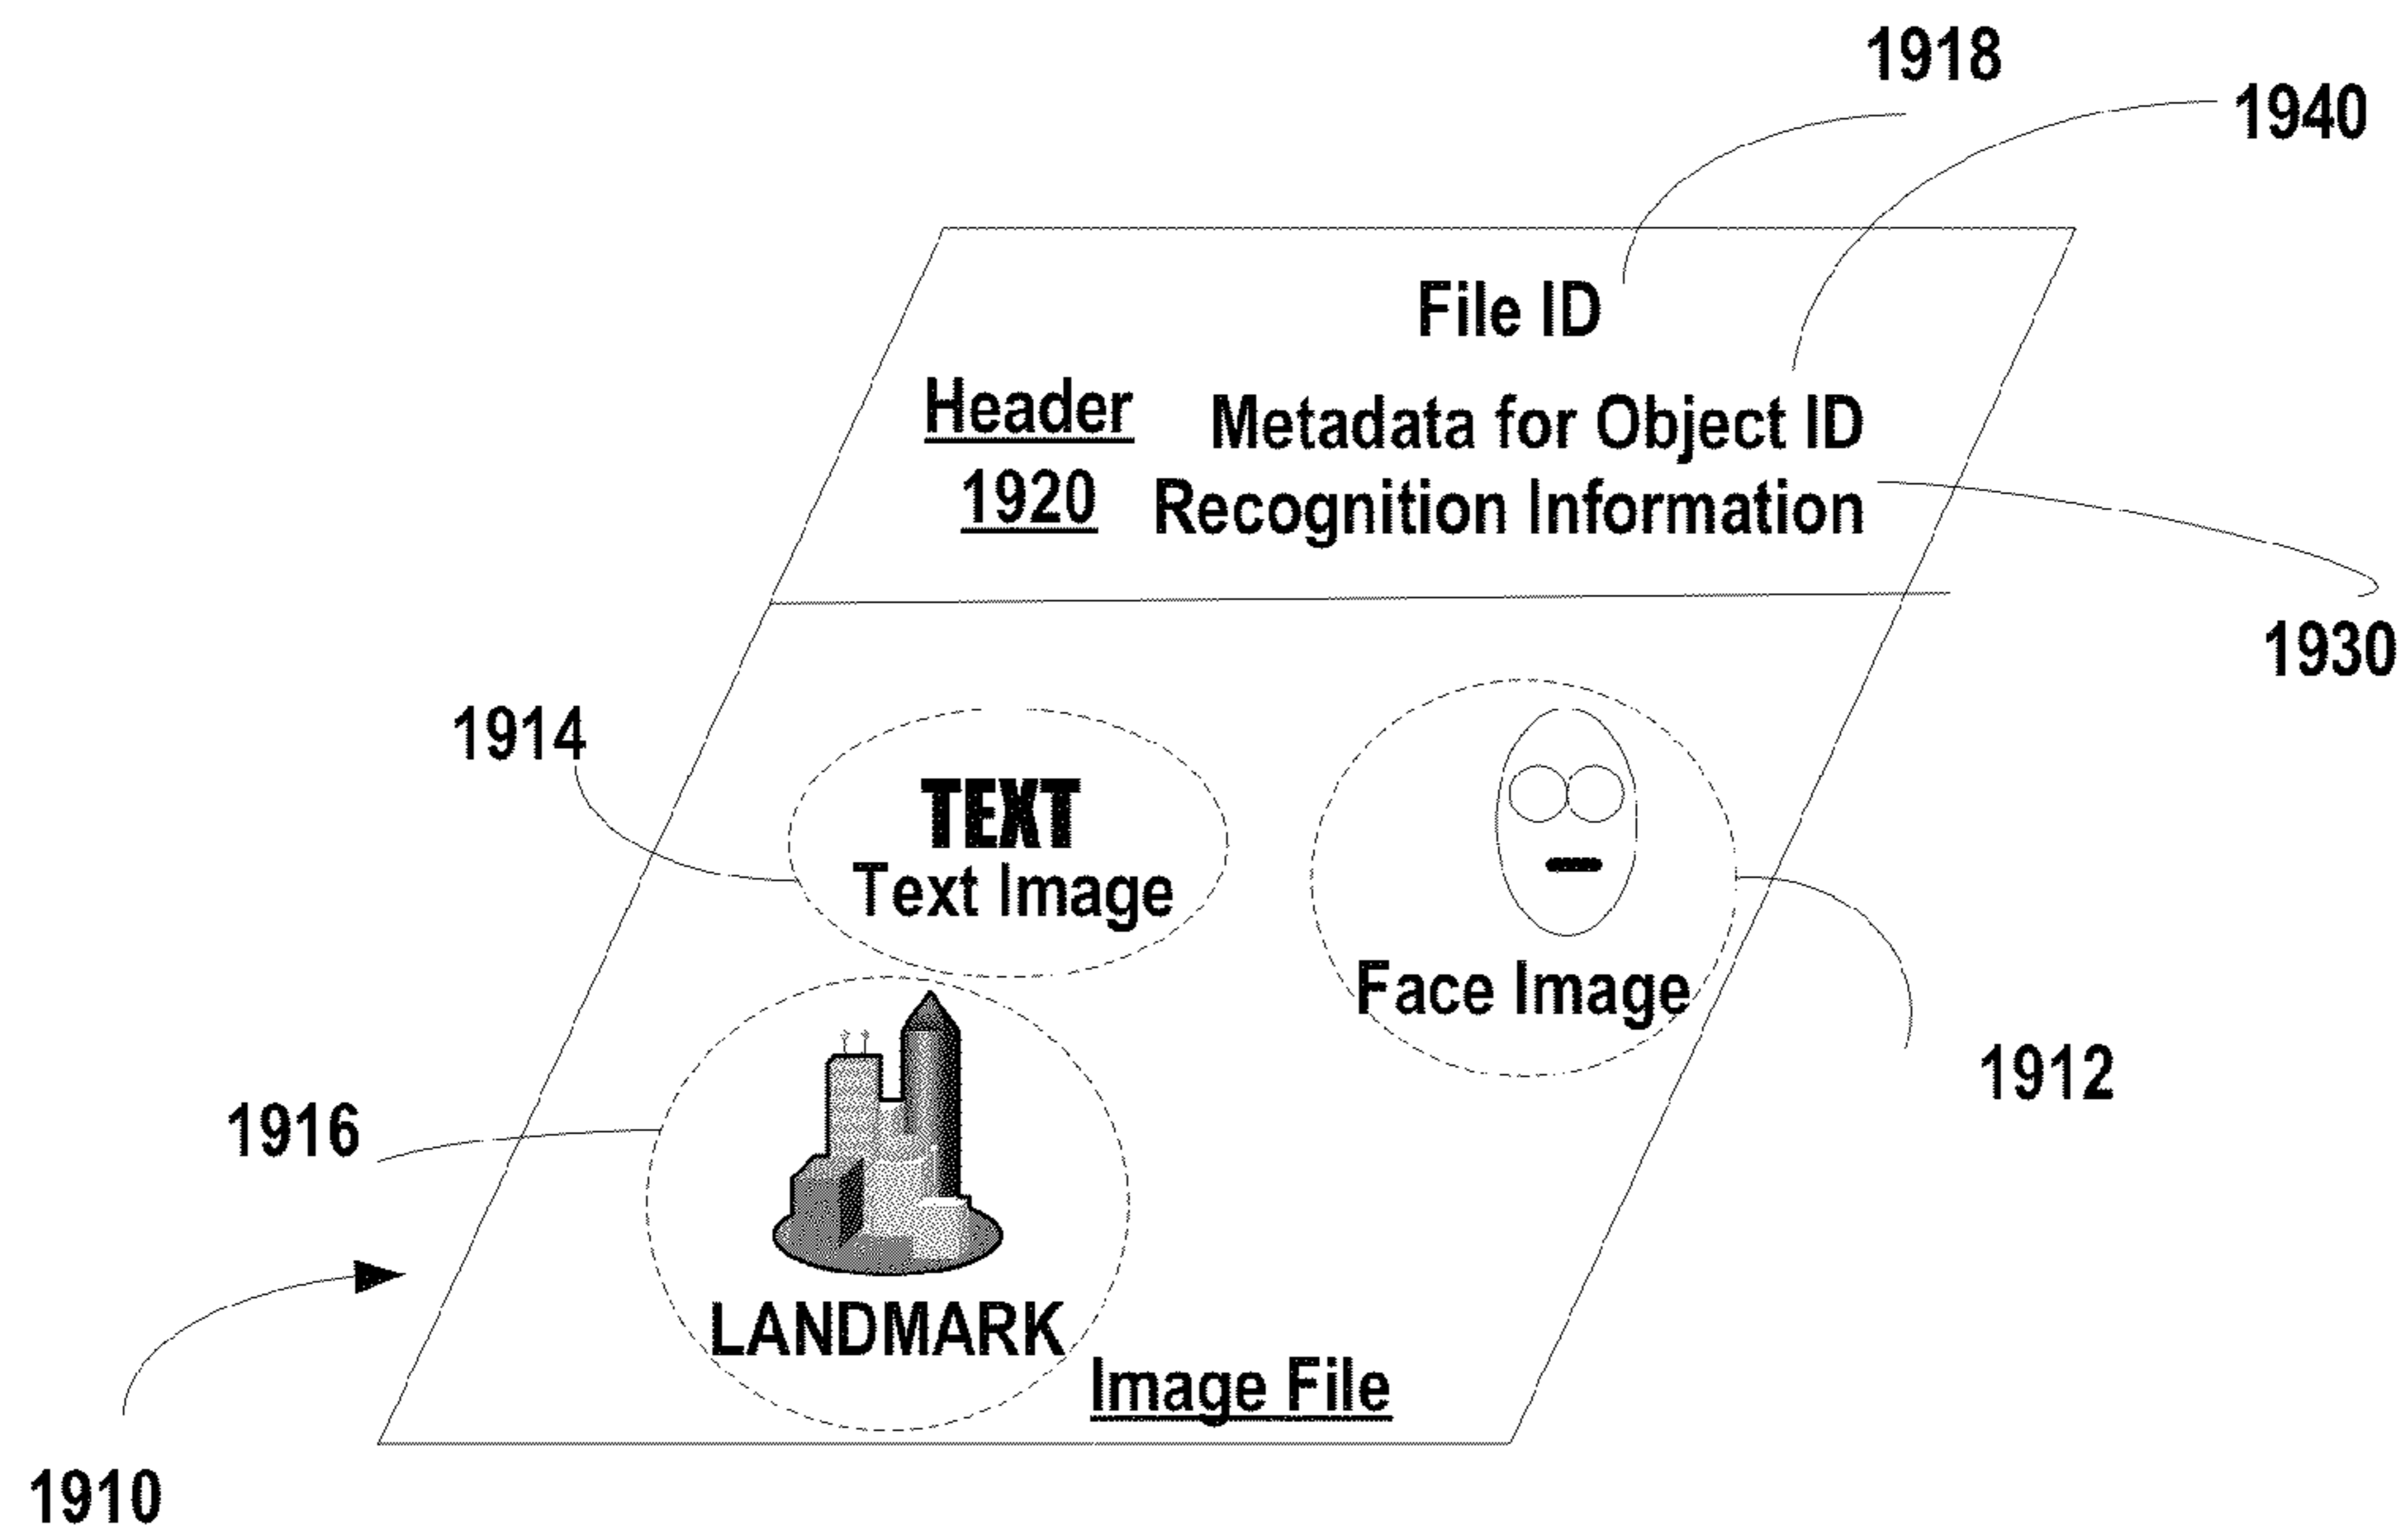 1918
1940
File ID
Header
1920
Metadata for Object ID
Recognition Information
1930
1914
TEXT
Text Image
Face Image
1912
1916
LANDMARK
Image File
1910